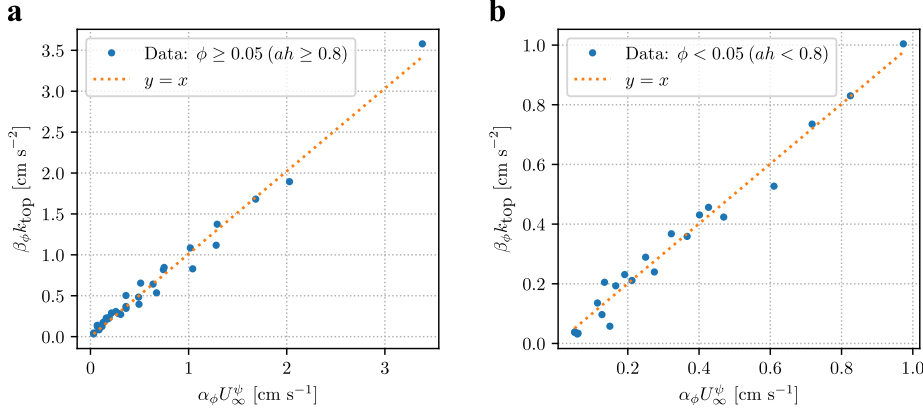 a
Data: ϕ ≥ 0.05 (ah ≥ 0.8)
y = x
3.5
3.0
2.5
2.0
1.5
1.0
0.5
0.0
β_ϕ k_top [cm s⁻²]
0 1 2 3
α_ϕ U_∞^ψ [cm s⁻¹]
b
Data: ϕ < 0.05 (ah < 0.8)
y = x
1.0
0.8
0.6
0.4
0.2
0.0
β_ϕ k_top [cm s⁻²]
0.2 0.4 0.6 0.8 1.0
α_ϕ U_∞^ψ [cm s⁻¹]